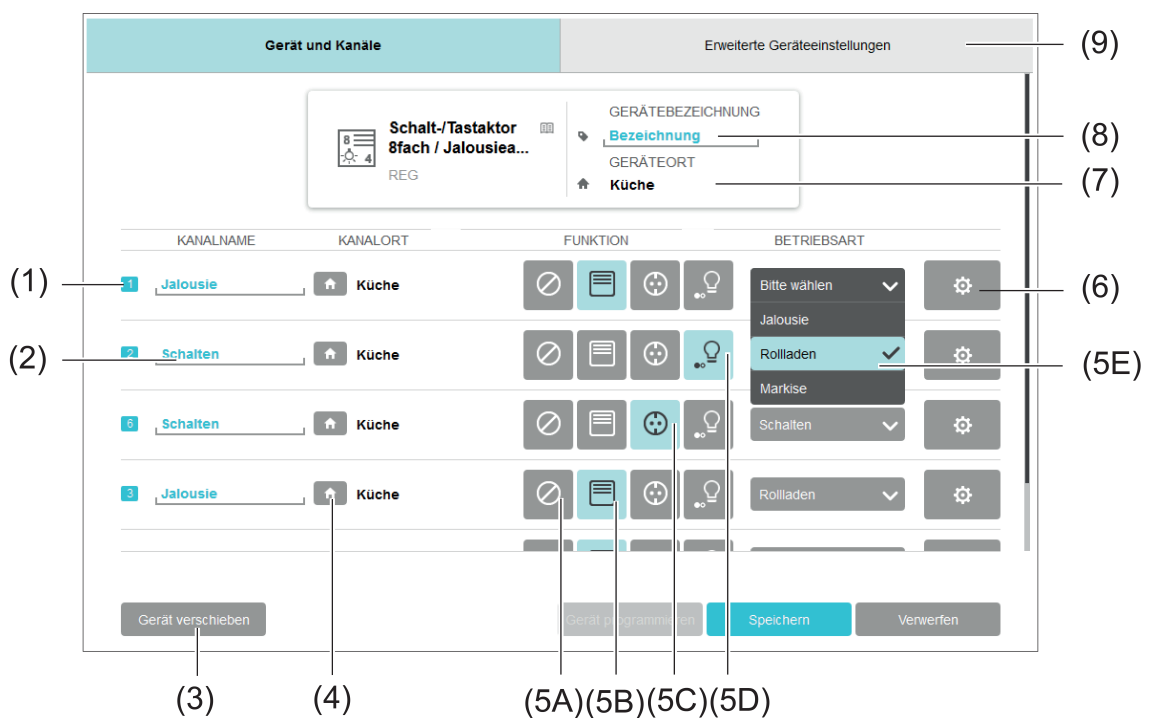 Gerät und Kanäle
Erweiterte Geräteeinstellungen
(9)
Schalt-/Tastaktor
8fach / Jalousiea...
REG
8
4
GERÄTEBEZEICHNUNG
Bezeichnung
(8)
GERÄTEORT
Küche
(7)
KANALNAME KANALORT FUNKTION BETRIEBSART
(1) 1 Jalousie Küche Bitte wählen (6)
Jalousie
(2) 2 Schalten Küche Rollladen (5E)
Markise
6 Schalten Küche Schalten
3 Jalousie Küche Rollladen
Gerät verschieben Gerät programmieren Speichern Verwerfen
(3) (4) (5A) (5B) (5C) (5D)